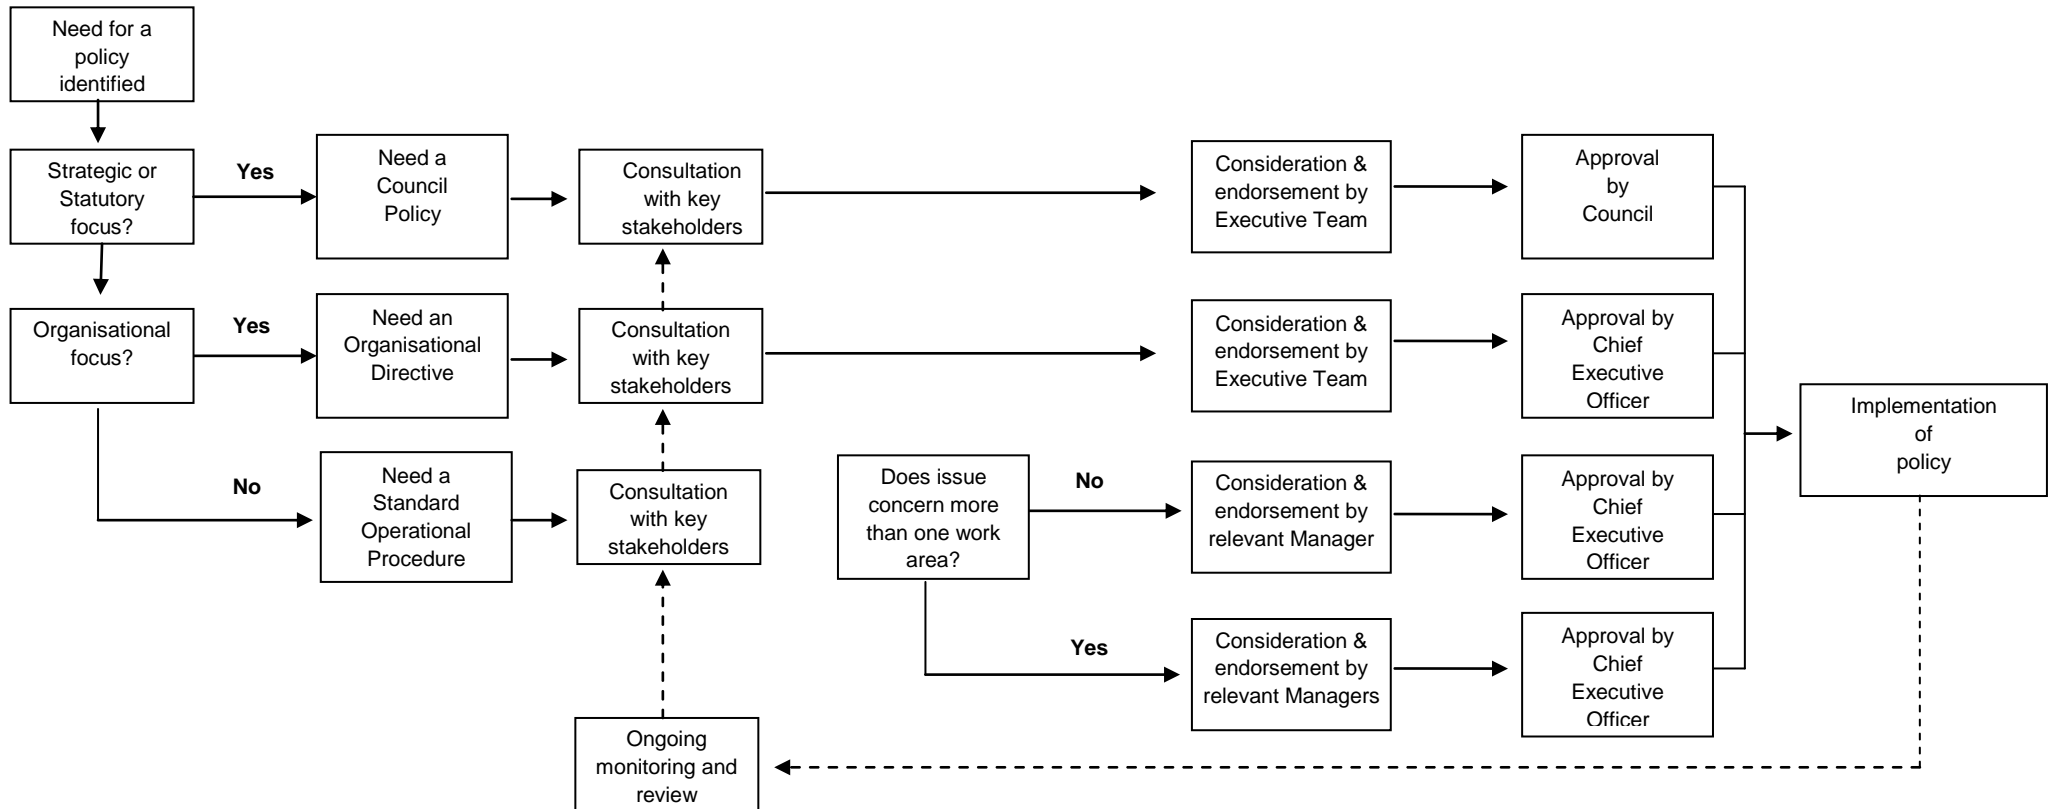 Need for a
policy
identified
Strategic or
Statutory
focus?
Yes
Need a
Council
Policy
Consultation
with key
stakeholders
Consideration &
endorsement by
Executive Team
Approval
by
Council
Organisational
focus?
Yes
Need an
Organisational
Directive
Consultation
with key
stakeholders
Consideration &
endorsement by
Executive Team
Approval by
Chief
Executive
Officer
No
Need a
Standard
Operational
Procedure
Consultation
with key
stakeholders
Does issue
concern more
than one work
area?
No
Consideration &
endorsement by
relevant Manager
Approval by
Chief
Executive
Officer
Yes
Consideration &
endorsement by
relevant Managers
Approval by
Chief
Executive
Officer
Implementation
of
policy
Ongoing
monitoring and
review